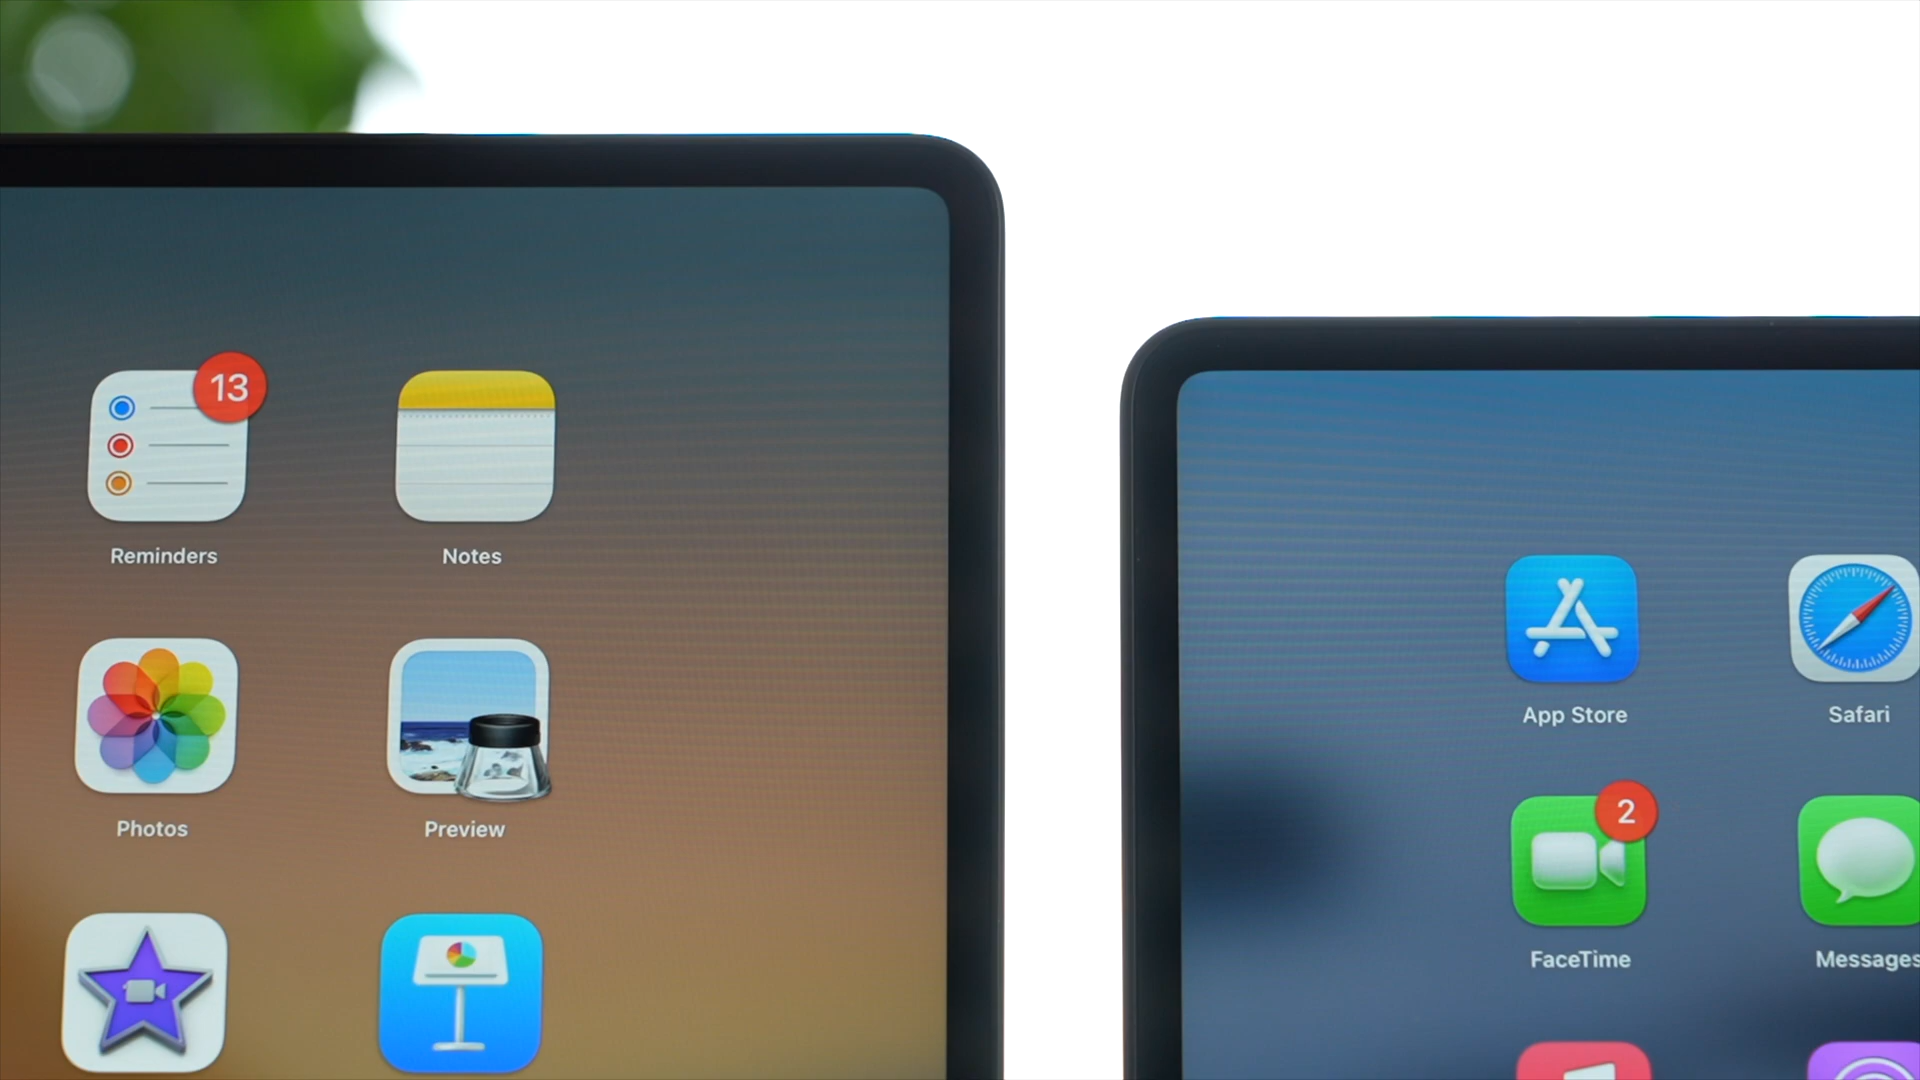 13
Reminders
Notes
Photos
Preview
App Store
Safari
2
FaceTime
Messages